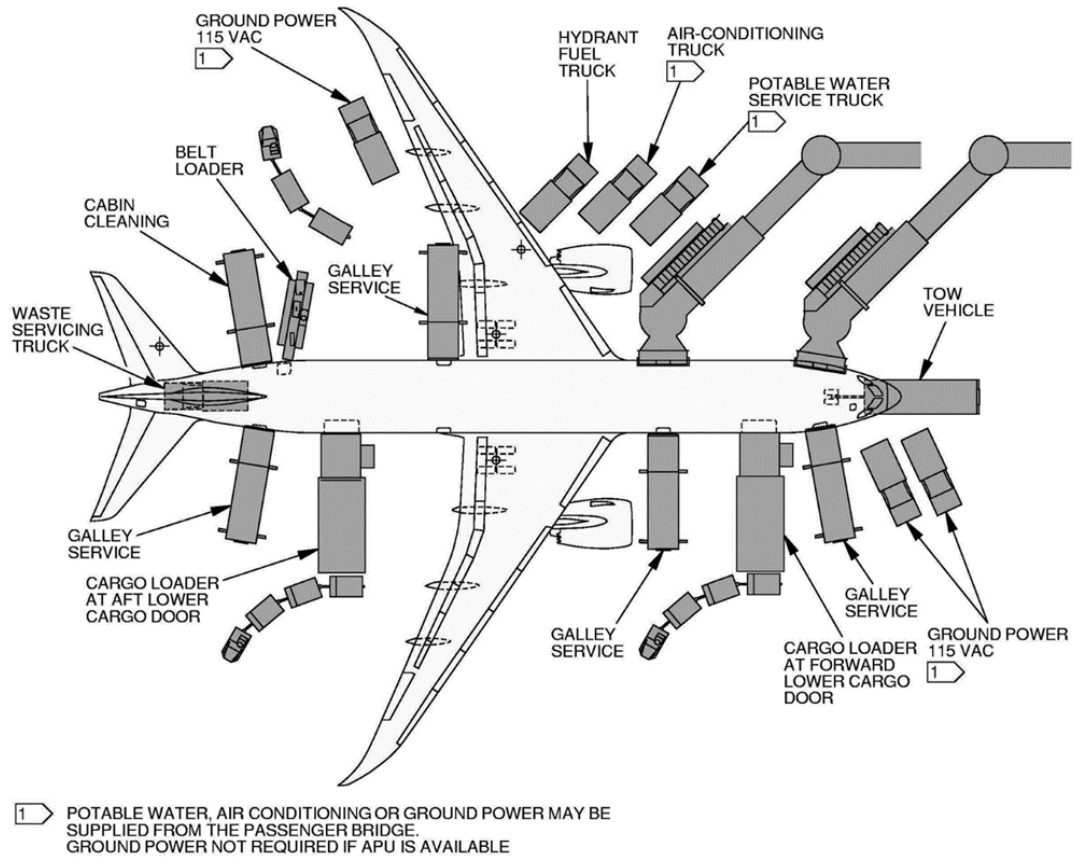 GROUND POWER
115 VAC
1
HYDRANT
FUEL
TRUCK
AIR-CONDITIONING
TRUCK
1
POTABLE WATER
SERVICE TRUCK
1
BELT
LOADER
CABIN
CLEANING
GALLEY
SERVICE
WASTE
SERVICING
TRUCK
TOW
VEHICLE
GALLEY
SERVICE
CARGO LOADER
AT AFT LOWER
CARGO DOOR
GALLEY
SERVICE
GALLEY
SERVICE
CARGO LOADER
AT FORWARD
LOWER CARGO
DOOR
GROUND POWER
115 VAC
1
1 POTABLE WATER, AIR CONDITIONING OR GROUND POWER MAY BE
SUPPLIED FROM THE PASSENGER BRIDGE.
GROUND POWER NOT REQUIRED IF APU IS AVAILABLE